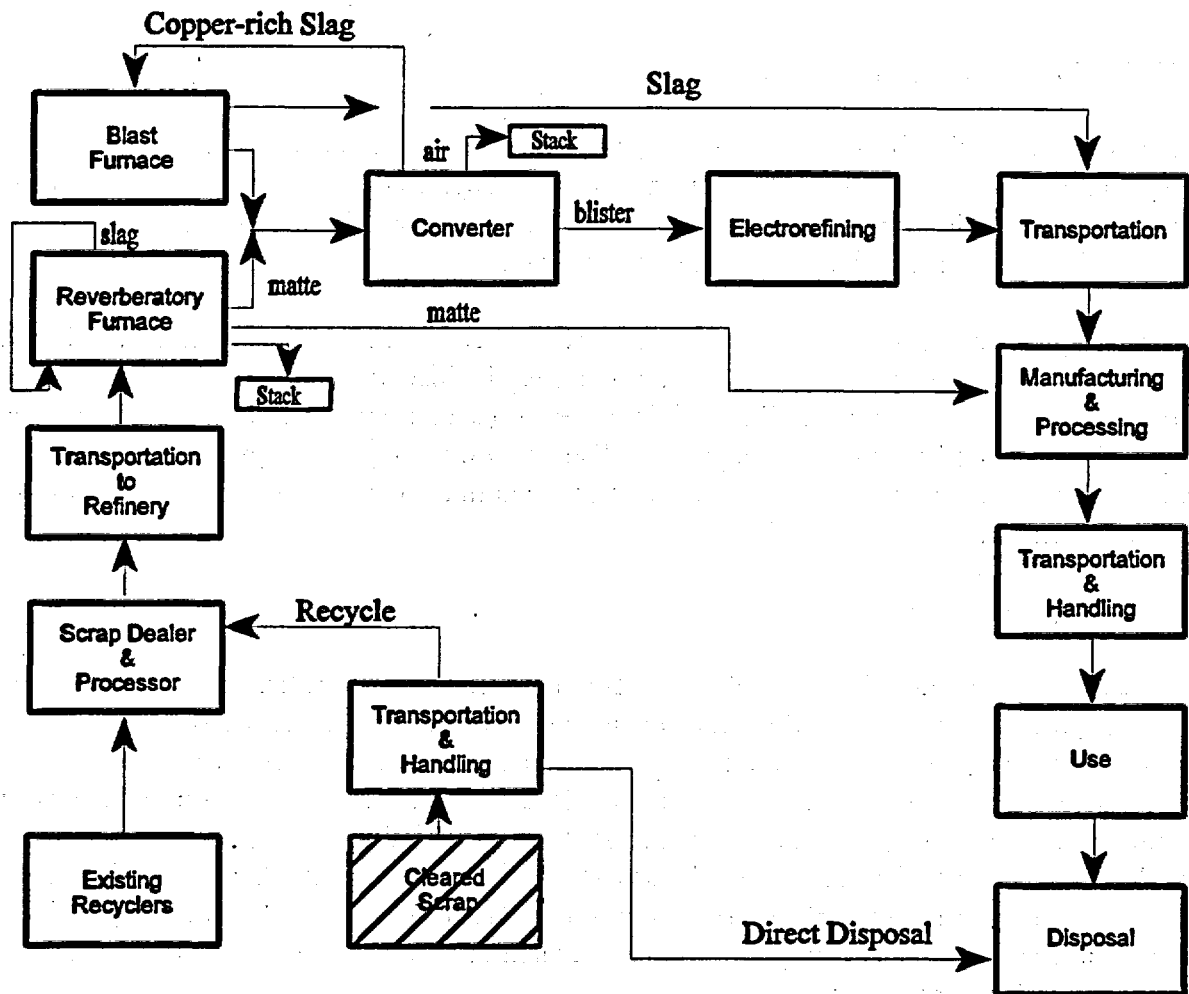 Copper-rich Slag
Slag
Blast
Furnace
air
Stack
Converter
blister
Electrorefining
Transportation
slag
Reverberatory
Furnace
matte
matte
Stack
Manufacturing
&
Processing
Transportation
to
Refinery
Transportation
&
Handling
Recycle
Scrap Dealer
&
Processor
Transportation
&
Handling
Use
Existing
Recyclers
Cleared
Scrap
Direct Disposal
Disposal